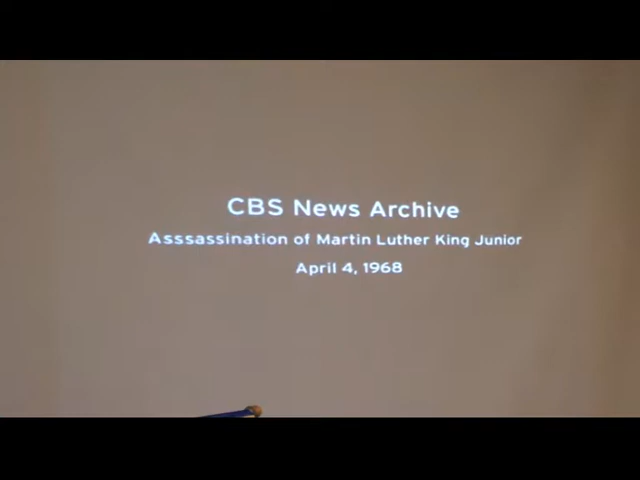 CBS News Archive
Asssassination of Martin Luther King Junior
April 4, 1968